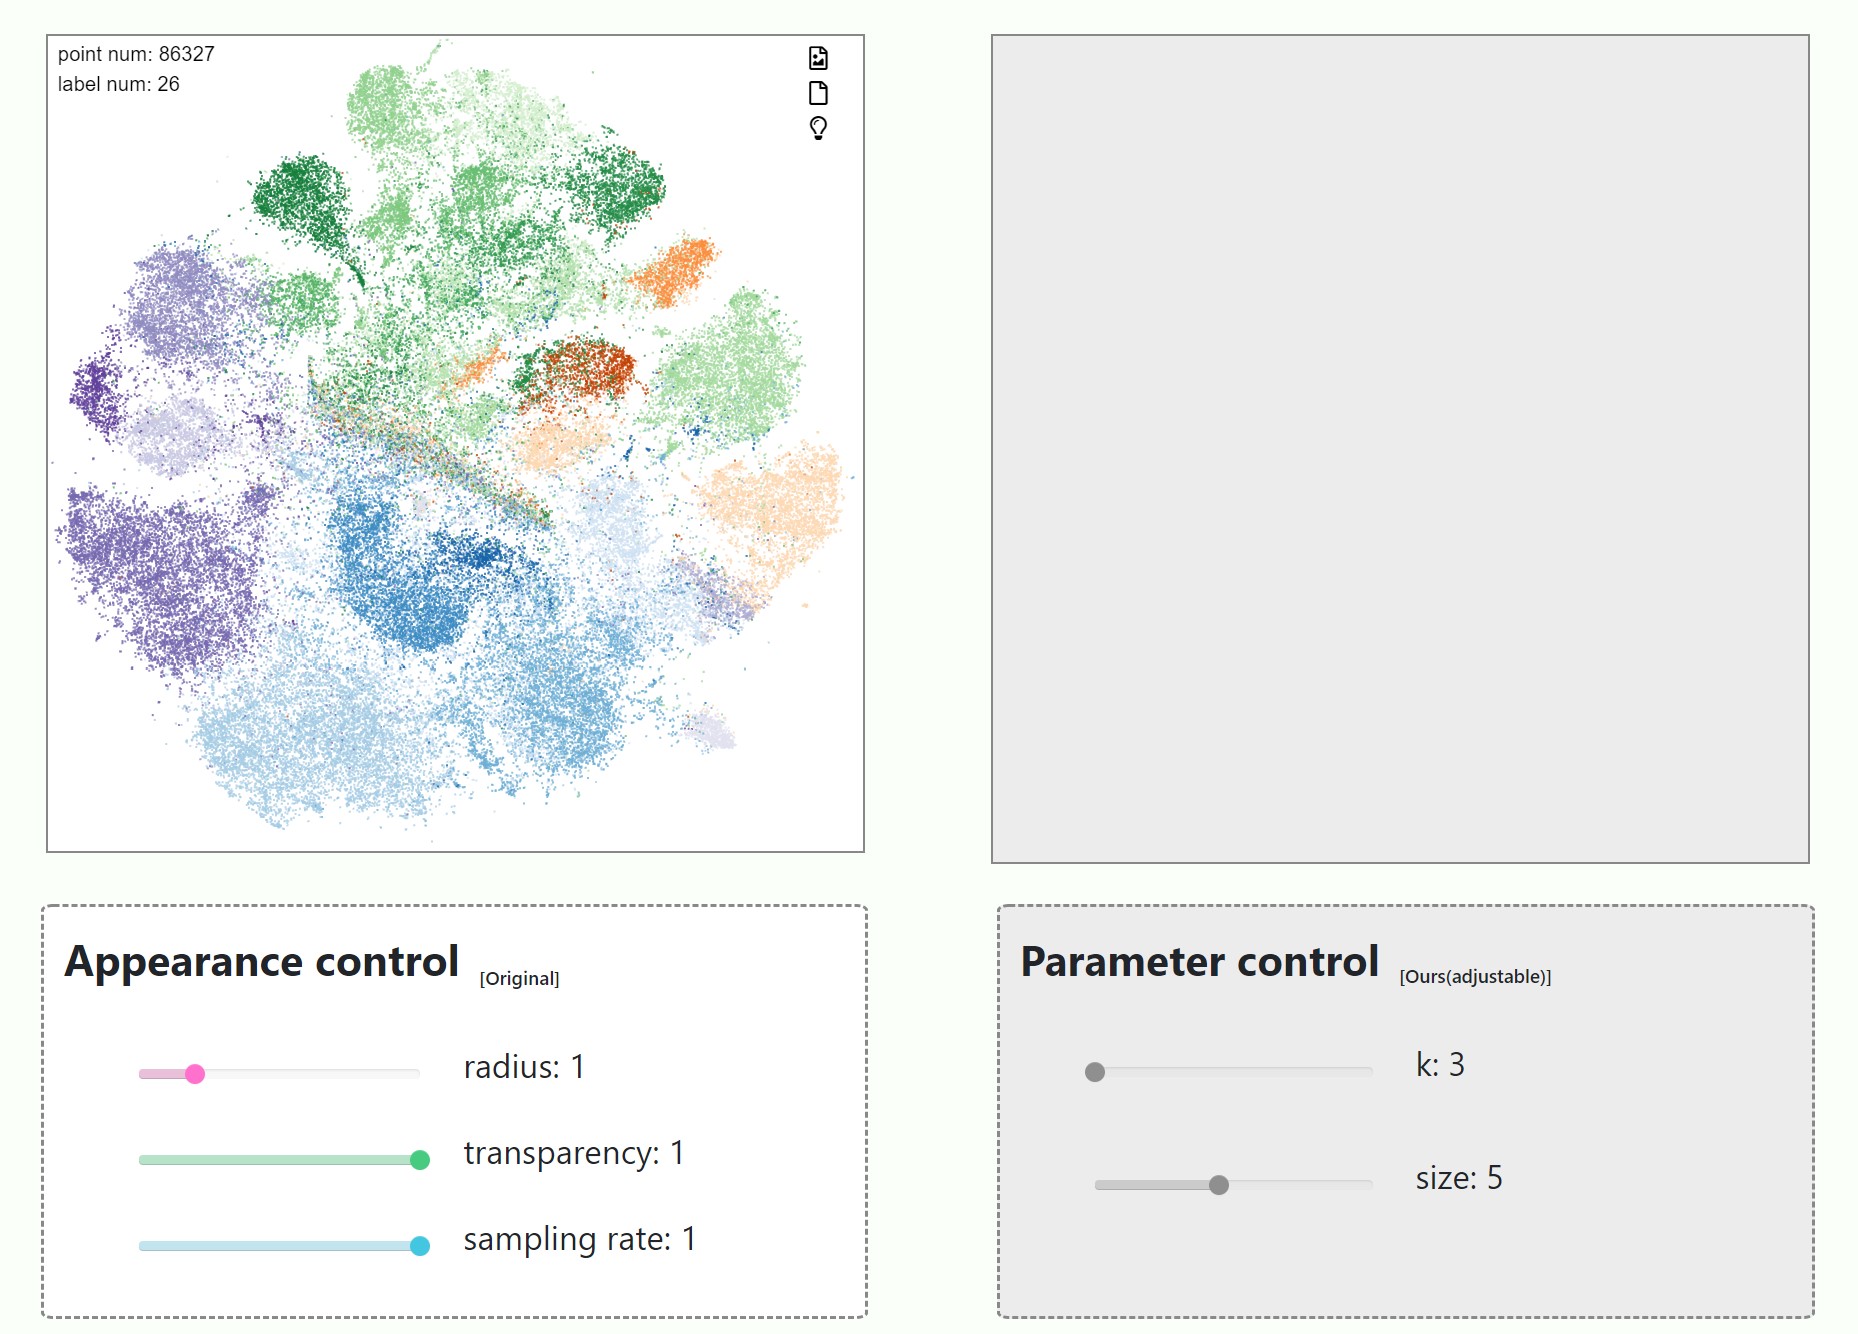 point num: 86327
label num: 26
Appearance control [Original]
radius: 1
transparency: 1
sampling rate: 1
Parameter control [Ours(adjustable)]
k: 3
size: 5